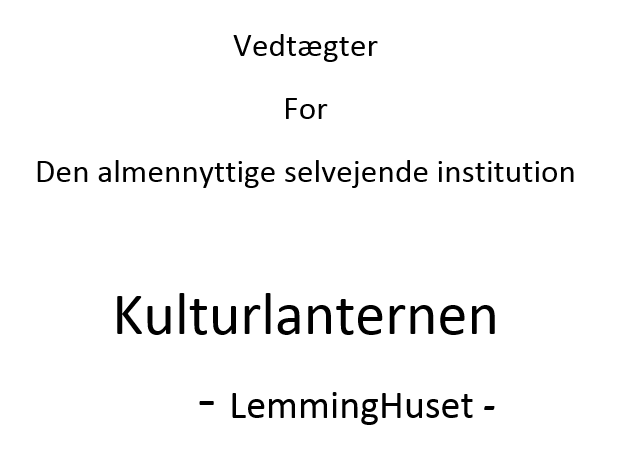 Vedtægter
For
Den almennyttige selvejende institution
Kulturlanternen
- LemmingHuset -